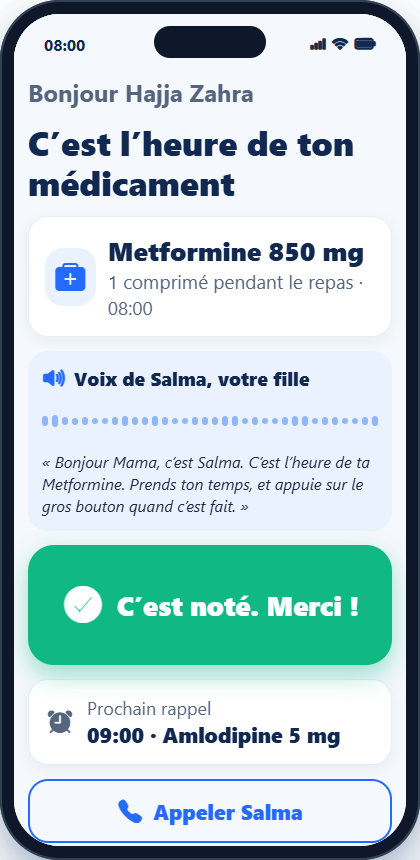 08:00
Bonjour Hajja Zahra
C’est l’heure de ton
médicament
Metformine 850 mg
1 comprimé pendant le repas ·
08:00
Voix de Salma, votre fille
« Bonjour Mama, c’est Salma. C’est l’heure de ta
Metformine. Prends ton temps, et appuie sur le
gros bouton quand c’est fait. »
C’est noté. Merci !
Prochain rappel
09:00 · Amlodipine 5 mg
Appeler Salma